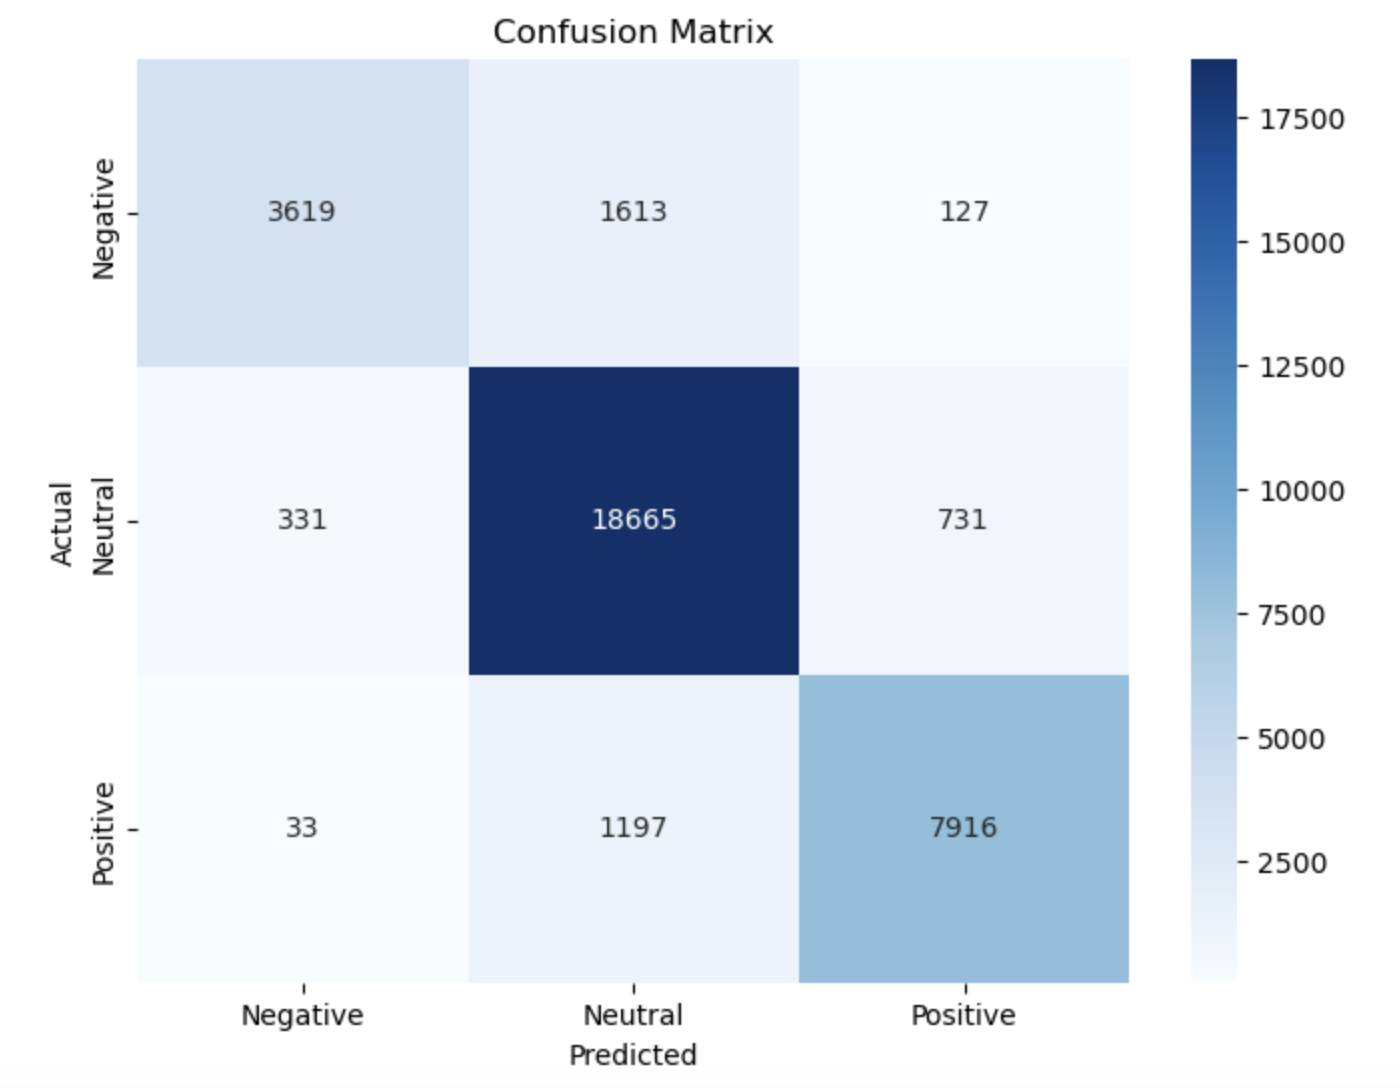 Confusion Matrix
Negative
3619
1613
127
Actual
Neutral
331
18665
731
Positive
33
1197
7916
Negative
Neutral
Positive
Predicted
17500
15000
12500
10000
7500
5000
2500